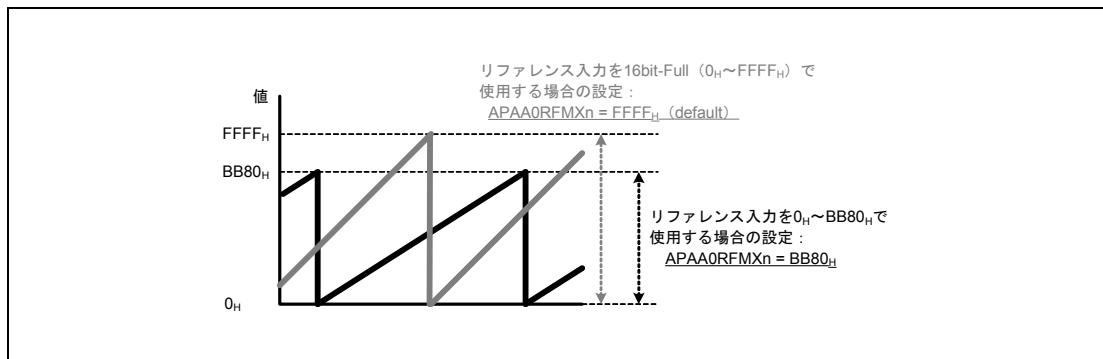 リファレンス入力を16bit-Full（0H～FFFFH）で
使用する場合の設定：
APAA0RFMXn = FFFFH（default）
値
FFFFH
BB80H
リファレンス入力を0H～BB80Hで
使用する場合の設定：
APAA0RFMXn = BB80H
0H